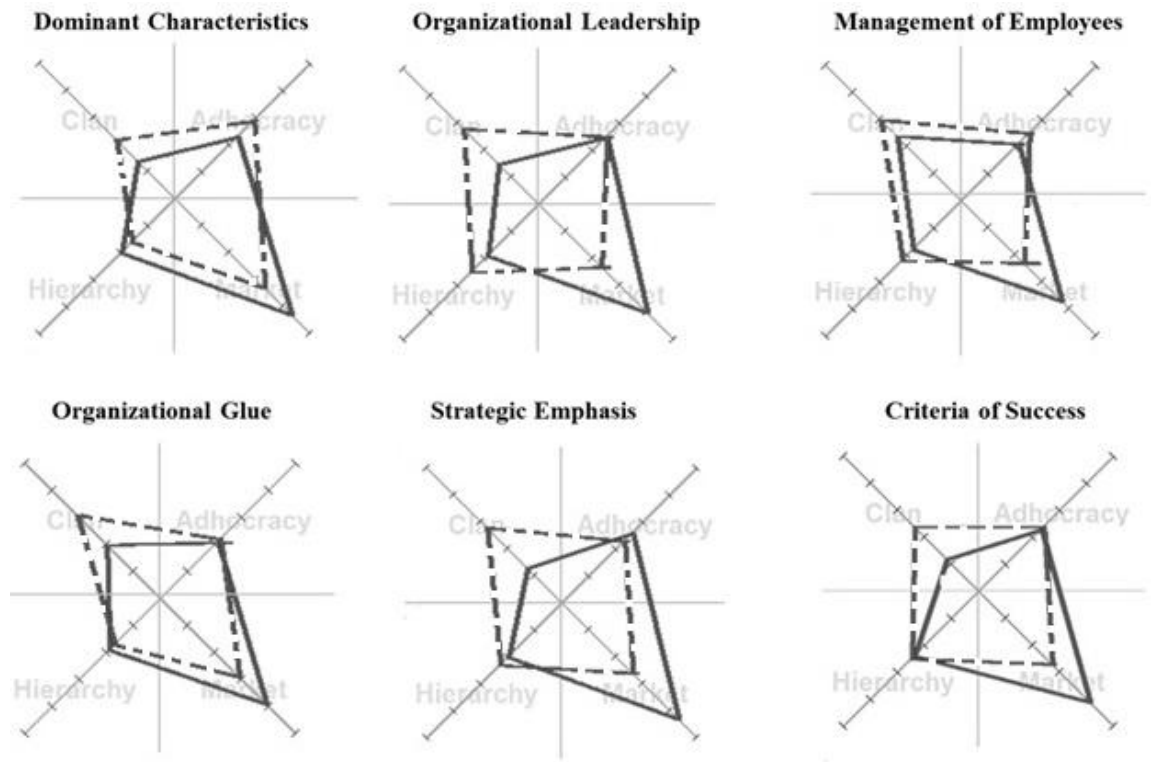 Dominant Characteristics
Organizational Leadership
Management of Employees
Clan
Adhocracy
Clan
Adhocracy
Clan
Adhocracy
Hierarchy
Market
Hierarchy
Market
Hierarchy
Market
Organizational Glue
Strategic Emphasis
Criteria of Success
Clan
Adhocracy
Clan
Adhocracy
Clan
Adhocracy
Hierarchy
Market
Hierarchy
Market
Hierarchy
Market